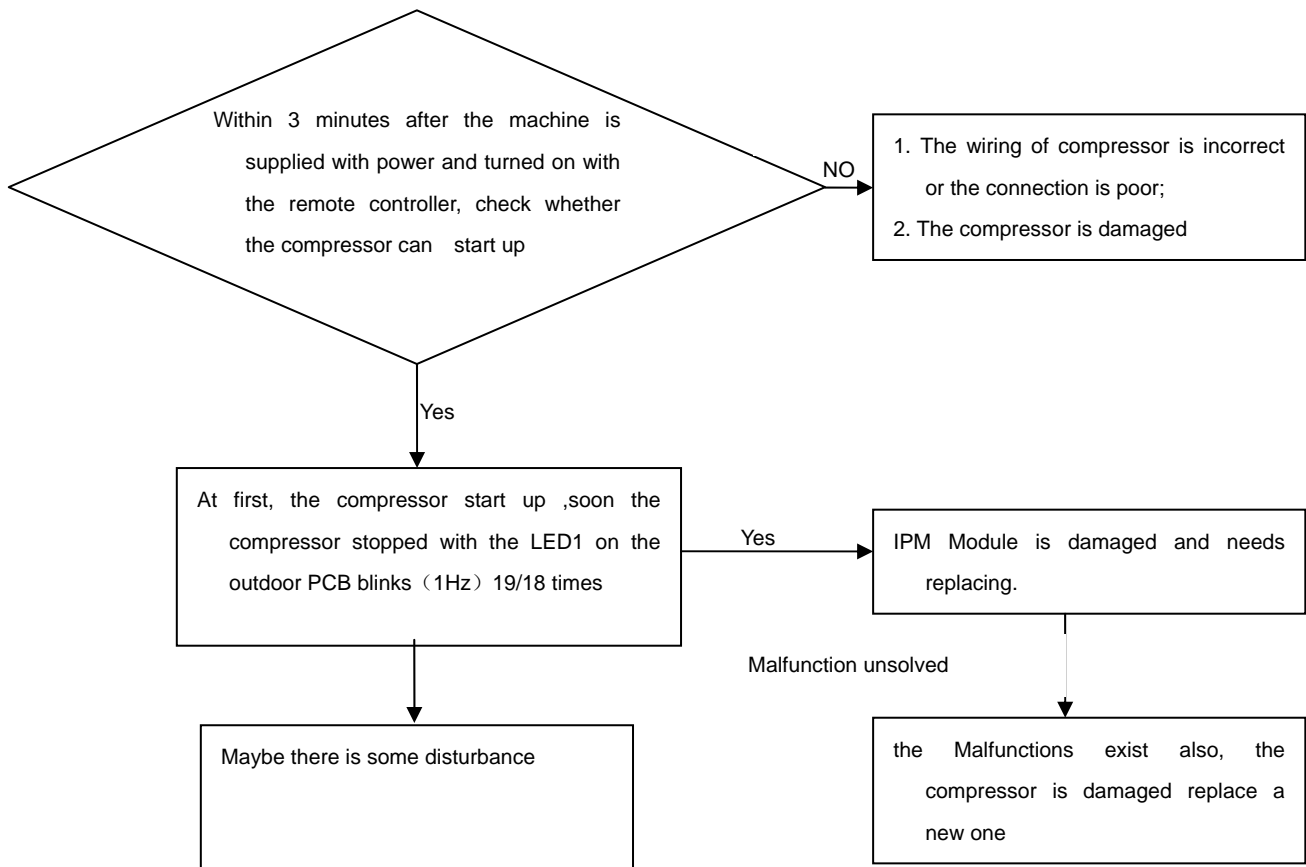 Within 3 minutes after the machine is
supplied with power and turned on with
the remote controller, check whether
the compressor can start up
NO
1. The wiring of compressor is incorrect
or the connection is poor;
2. The compressor is damaged
Yes
At first, the compressor start up ,soon the
compressor stopped with the LED1 on the
outdoor PCB blinks（1Hz）19/18 times
Yes
IPM Module is damaged and needs
replacing.
Malfunction unsolved
Maybe there is some disturbance
the Malfunctions exist also, the
compressor is damaged replace a
new one